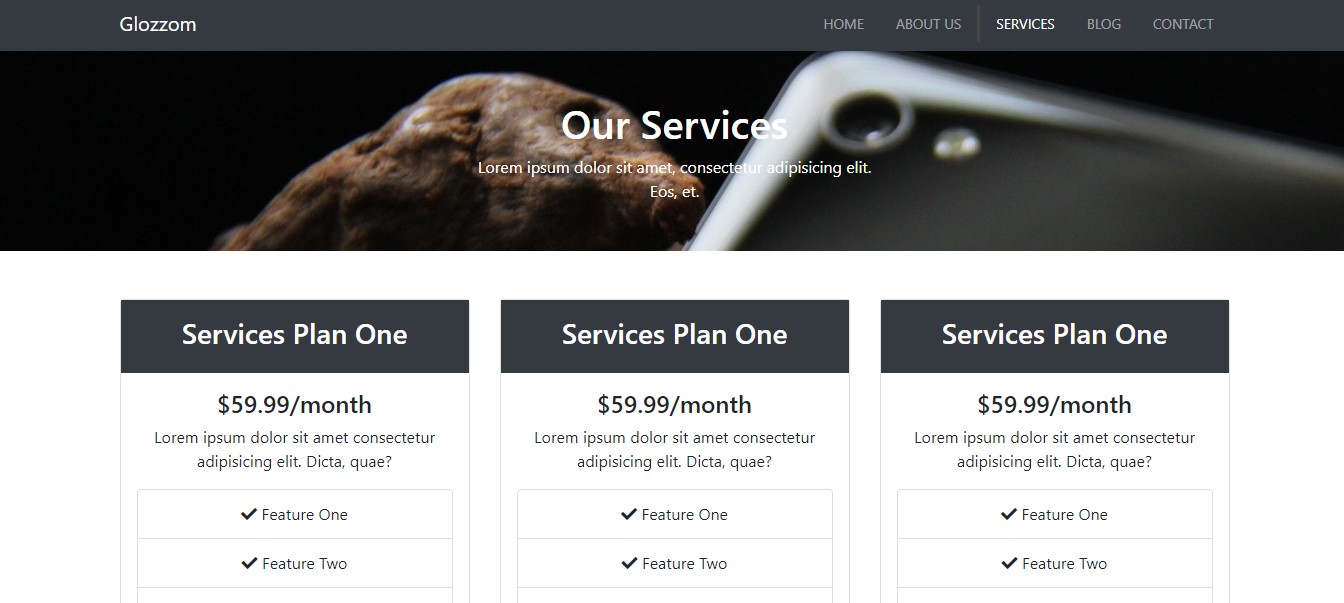 Glozzom
HOME
ABOUT US
SERVICES
BLOG
CONTACT
Our Services
Lorem ipsum dolor sit amet, consectetur adipisicing elit.
Eos, et.
Services Plan One
$59.99/month
Lorem ipsum dolor sit amet consectetur
adipisicing elit. Dicta, quae?
Feature One
Feature Two
Services Plan One
$59.99/month
Lorem ipsum dolor sit amet consectetur
adipisicing elit. Dicta, quae?
Feature One
Feature Two
Services Plan One
$59.99/month
Lorem ipsum dolor sit amet consectetur
adipisicing elit. Dicta, quae?
Feature One
Feature Two